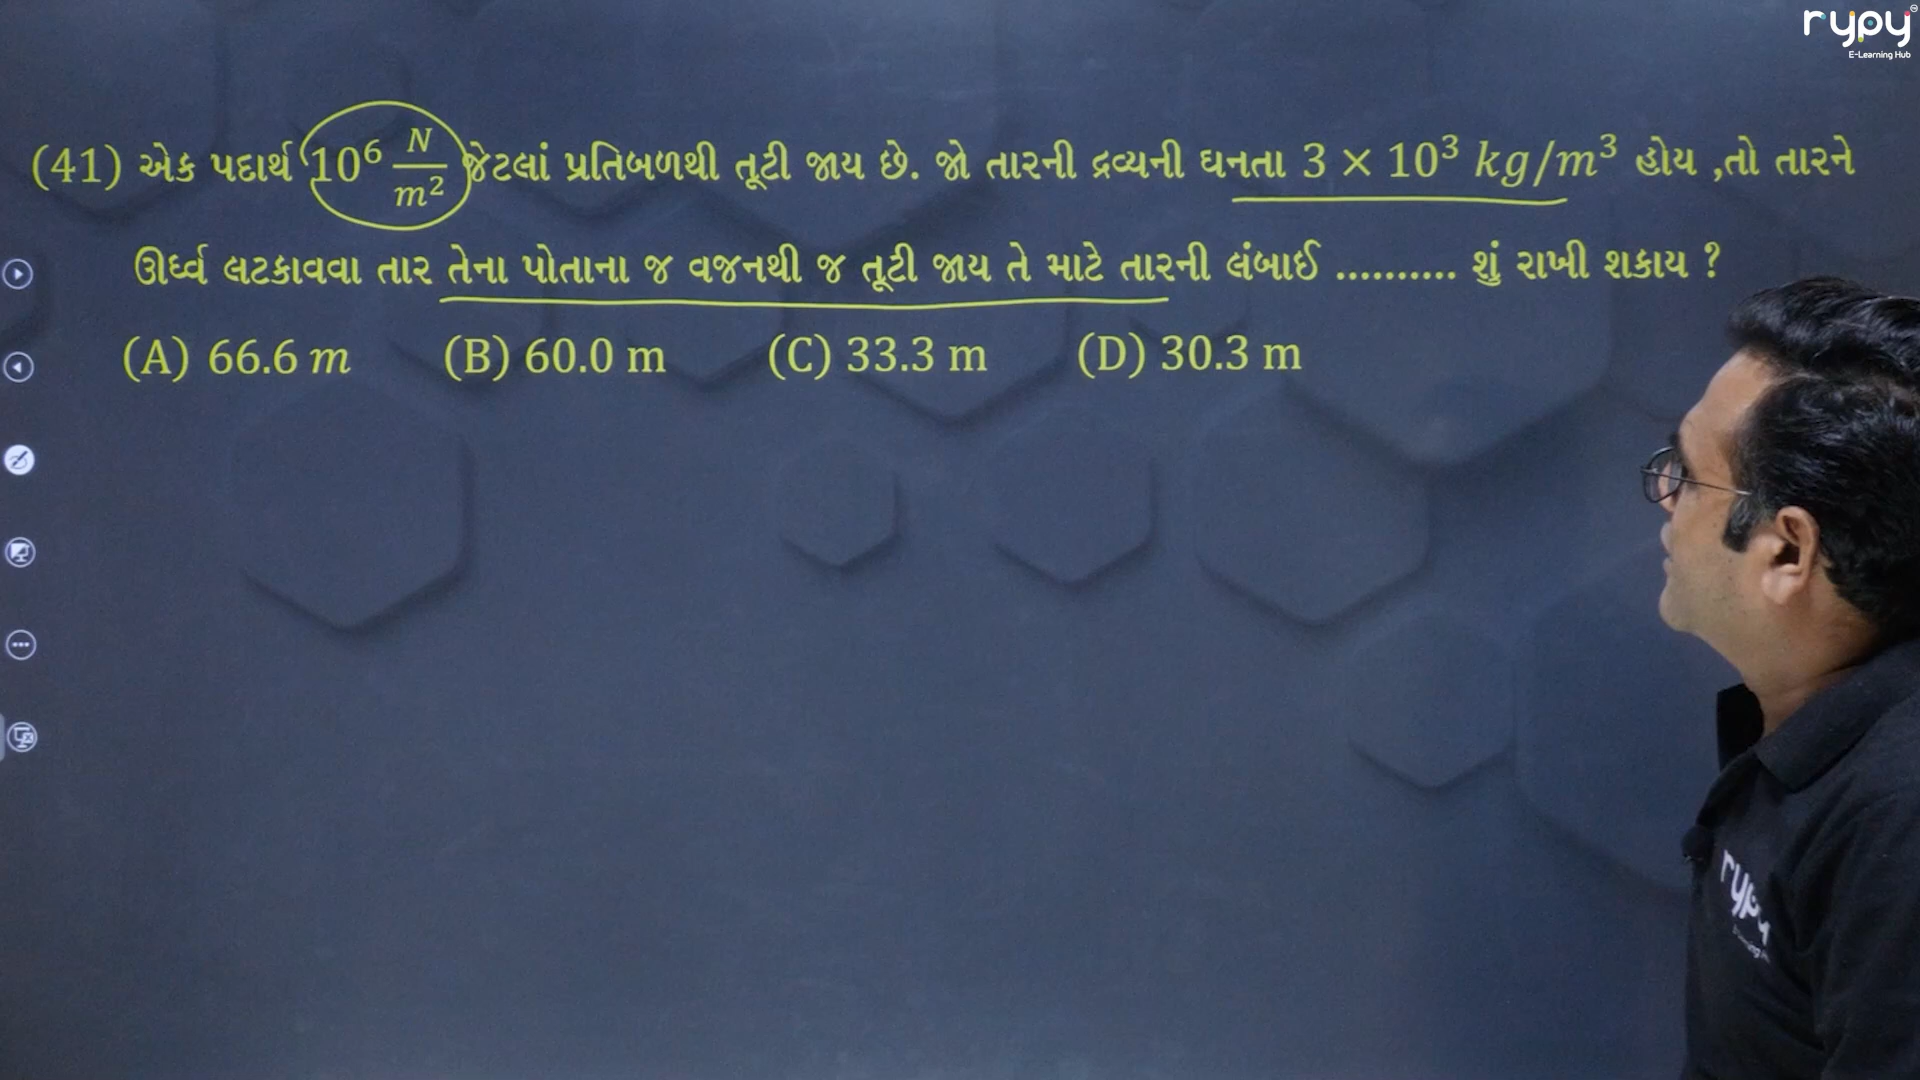 rypy
E-Learning Hub
(41) એક પદાર્થ 10⁶ N/m² જેટલાં પ્રતિબળથી તૂટી જાય છે. જો તારની દ્રવ્યની ઘનતા 3 × 10³ kg/m³ હોય ,તો તારને
ઊર્ધ્વ લટકાવવા તાર તેના પોતાના જ વજનથી જ તૂટી જાય તે માટે તારની લંબાઈ .......... શું રાખી શકાય ?
(A) 66.6 m (B) 60.0 m (C) 33.3 m (D) 30.3 m
rypy